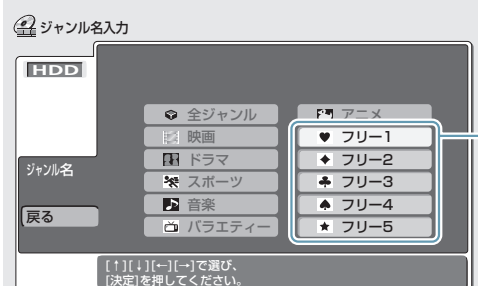 ジャンル名入力
HDD
全ジャンル
アニメ
映画
フリー1
ドラマ
フリー2
ジャンル名
スポーツ
フリー3
音楽
フリー4
戻る
バラエティー
フリー5
[↑][↓][←][→]で選び、
[決定]を押してください。